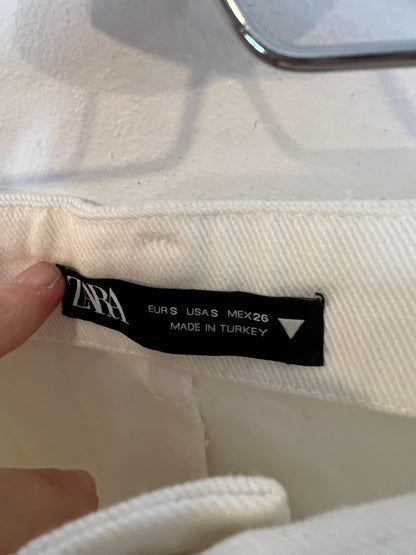 ZARA
EUR S USA S MEX 26
MADE IN TURKEY